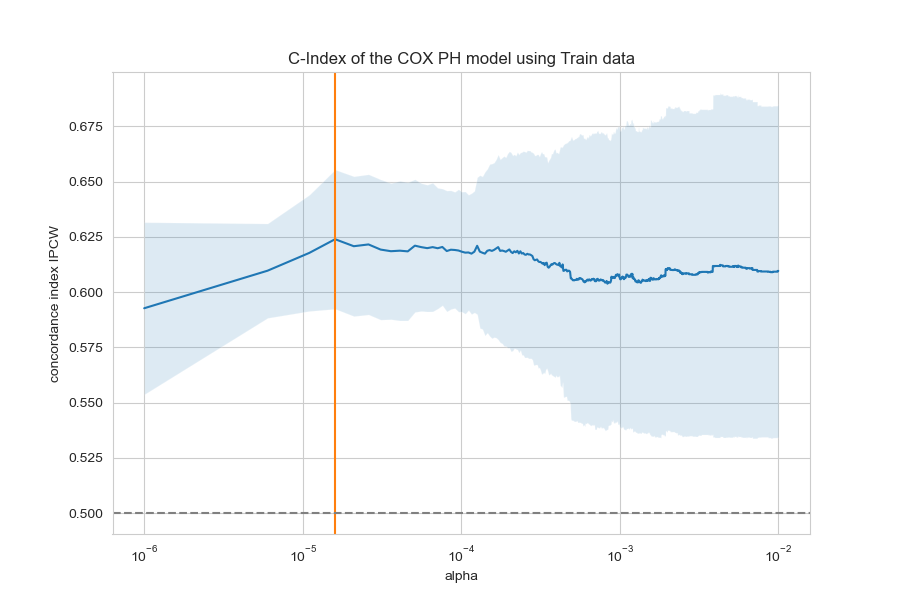 C-Index of the COX PH model using Train data
concordance index IPCW
0.675
0.650
0.625
0.600
0.575
0.550
0.525
0.500
10⁻⁶ 10⁻⁵ 10⁻⁴ 10⁻³ 10⁻²
alpha